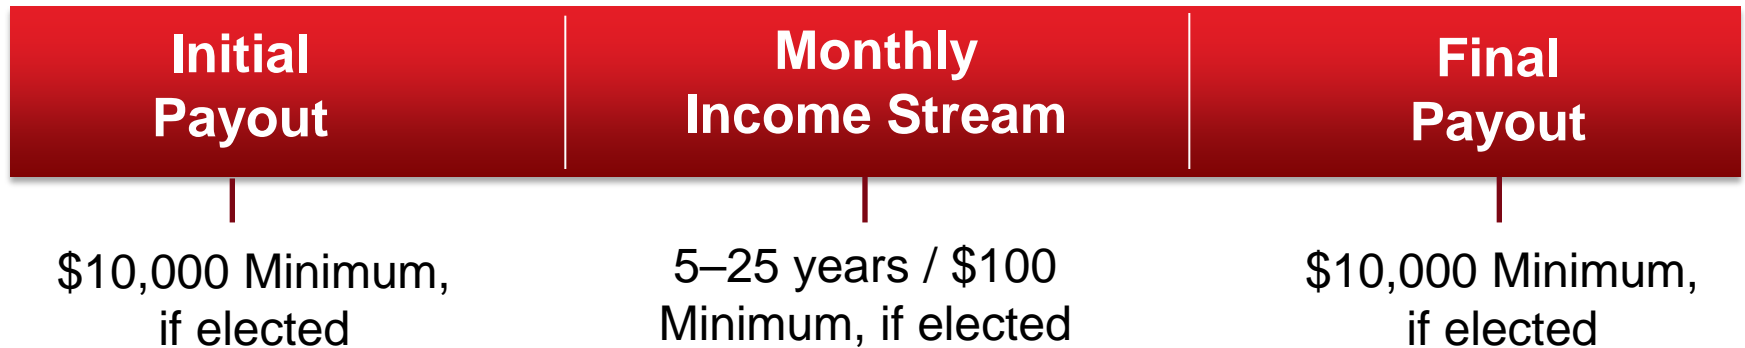 Initial
Payout
Monthly
Income Stream
Final
Payout
$10,000 Minimum,
if elected
5–25 years / $100
Minimum, if elected
$10,000 Minimum,
if elected